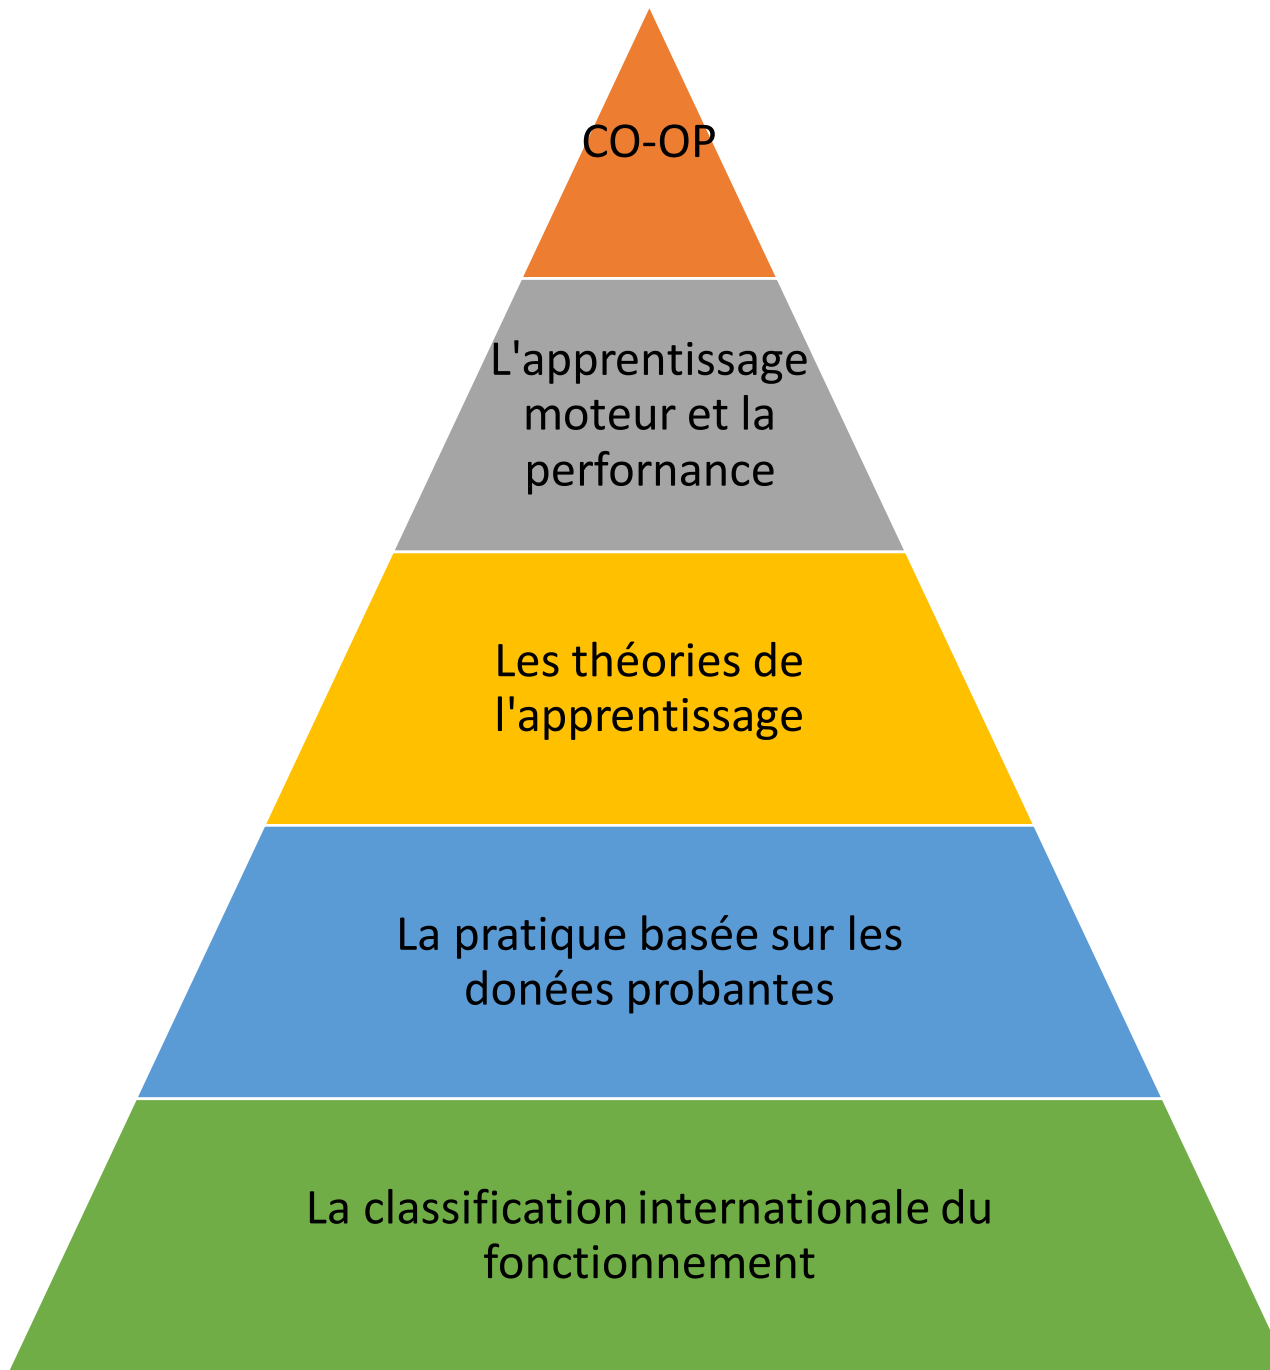 CO-OP
L'apprentissage
moteur et la
perfornance
Les théories de
l'apprentissage
La pratique basée sur les
donées probantes
La classification internationale du
fonctionnement